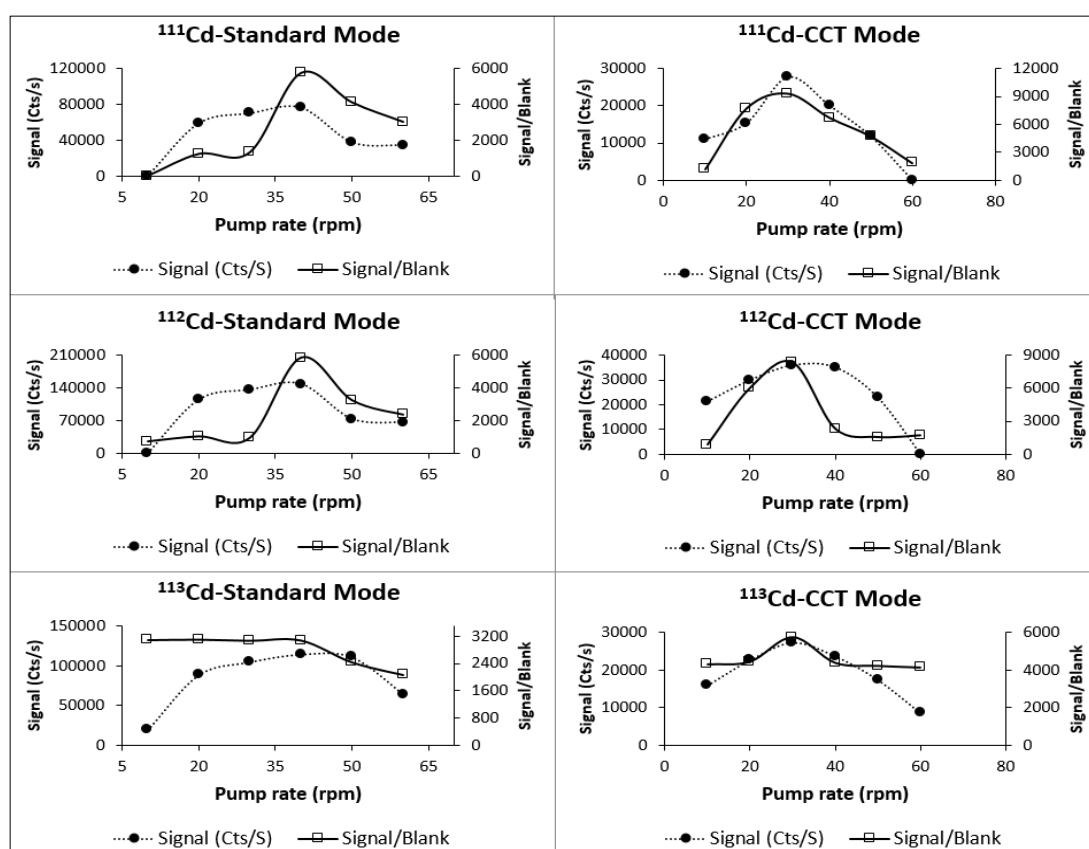 ¹¹¹Cd-Standard Mode
120000
80000
40000
0
Signal (Cts/s)
6000
4000
2000
0
Signal/Blank
5 20 35 50 65
Pump rate (rpm)
Signal (Cts/S) Signal/Blank
¹¹¹Cd-CCT Mode
30000
20000
10000
0
Signal (Cts/s)
12000
9000
6000
3000
0
Signal/Blank
0 20 40 60 80
Pump rate (rpm)
Signal (Cts/S) Signal/Blank
¹¹²Cd-Standard Mode
210000
140000
70000
0
Signal (Cts/s)
6000
4000
2000
0
Signal/Blank
5 20 35 50 65
Pump rate (rpm)
Signal (Cts/S) Signal/Blank
¹¹²Cd-CCT Mode
40000
30000
20000
10000
0
Signal (Cts/s)
9000
6000
3000
0
Signal/Blank
0 20 40 60 80
Pump rate (rpm)
Signal (Cts/S) Signal/Blank
¹¹³Cd-Standard Mode
150000
100000
50000
0
Signal (Cts/s)
3200
2400
1600
800
0
Signal/Blank
5 20 35 50 65
Pump rate (rpm)
Signal (Cts/S) Signal/Blank
¹¹³Cd-CCT Mode
30000
20000
10000
0
Signal (Cts/s)
6000
4000
2000
0
Signal/Blank
0 20 40 60 80
Pump rate (rpm)
Signal (Cts/S) Signal/Blank